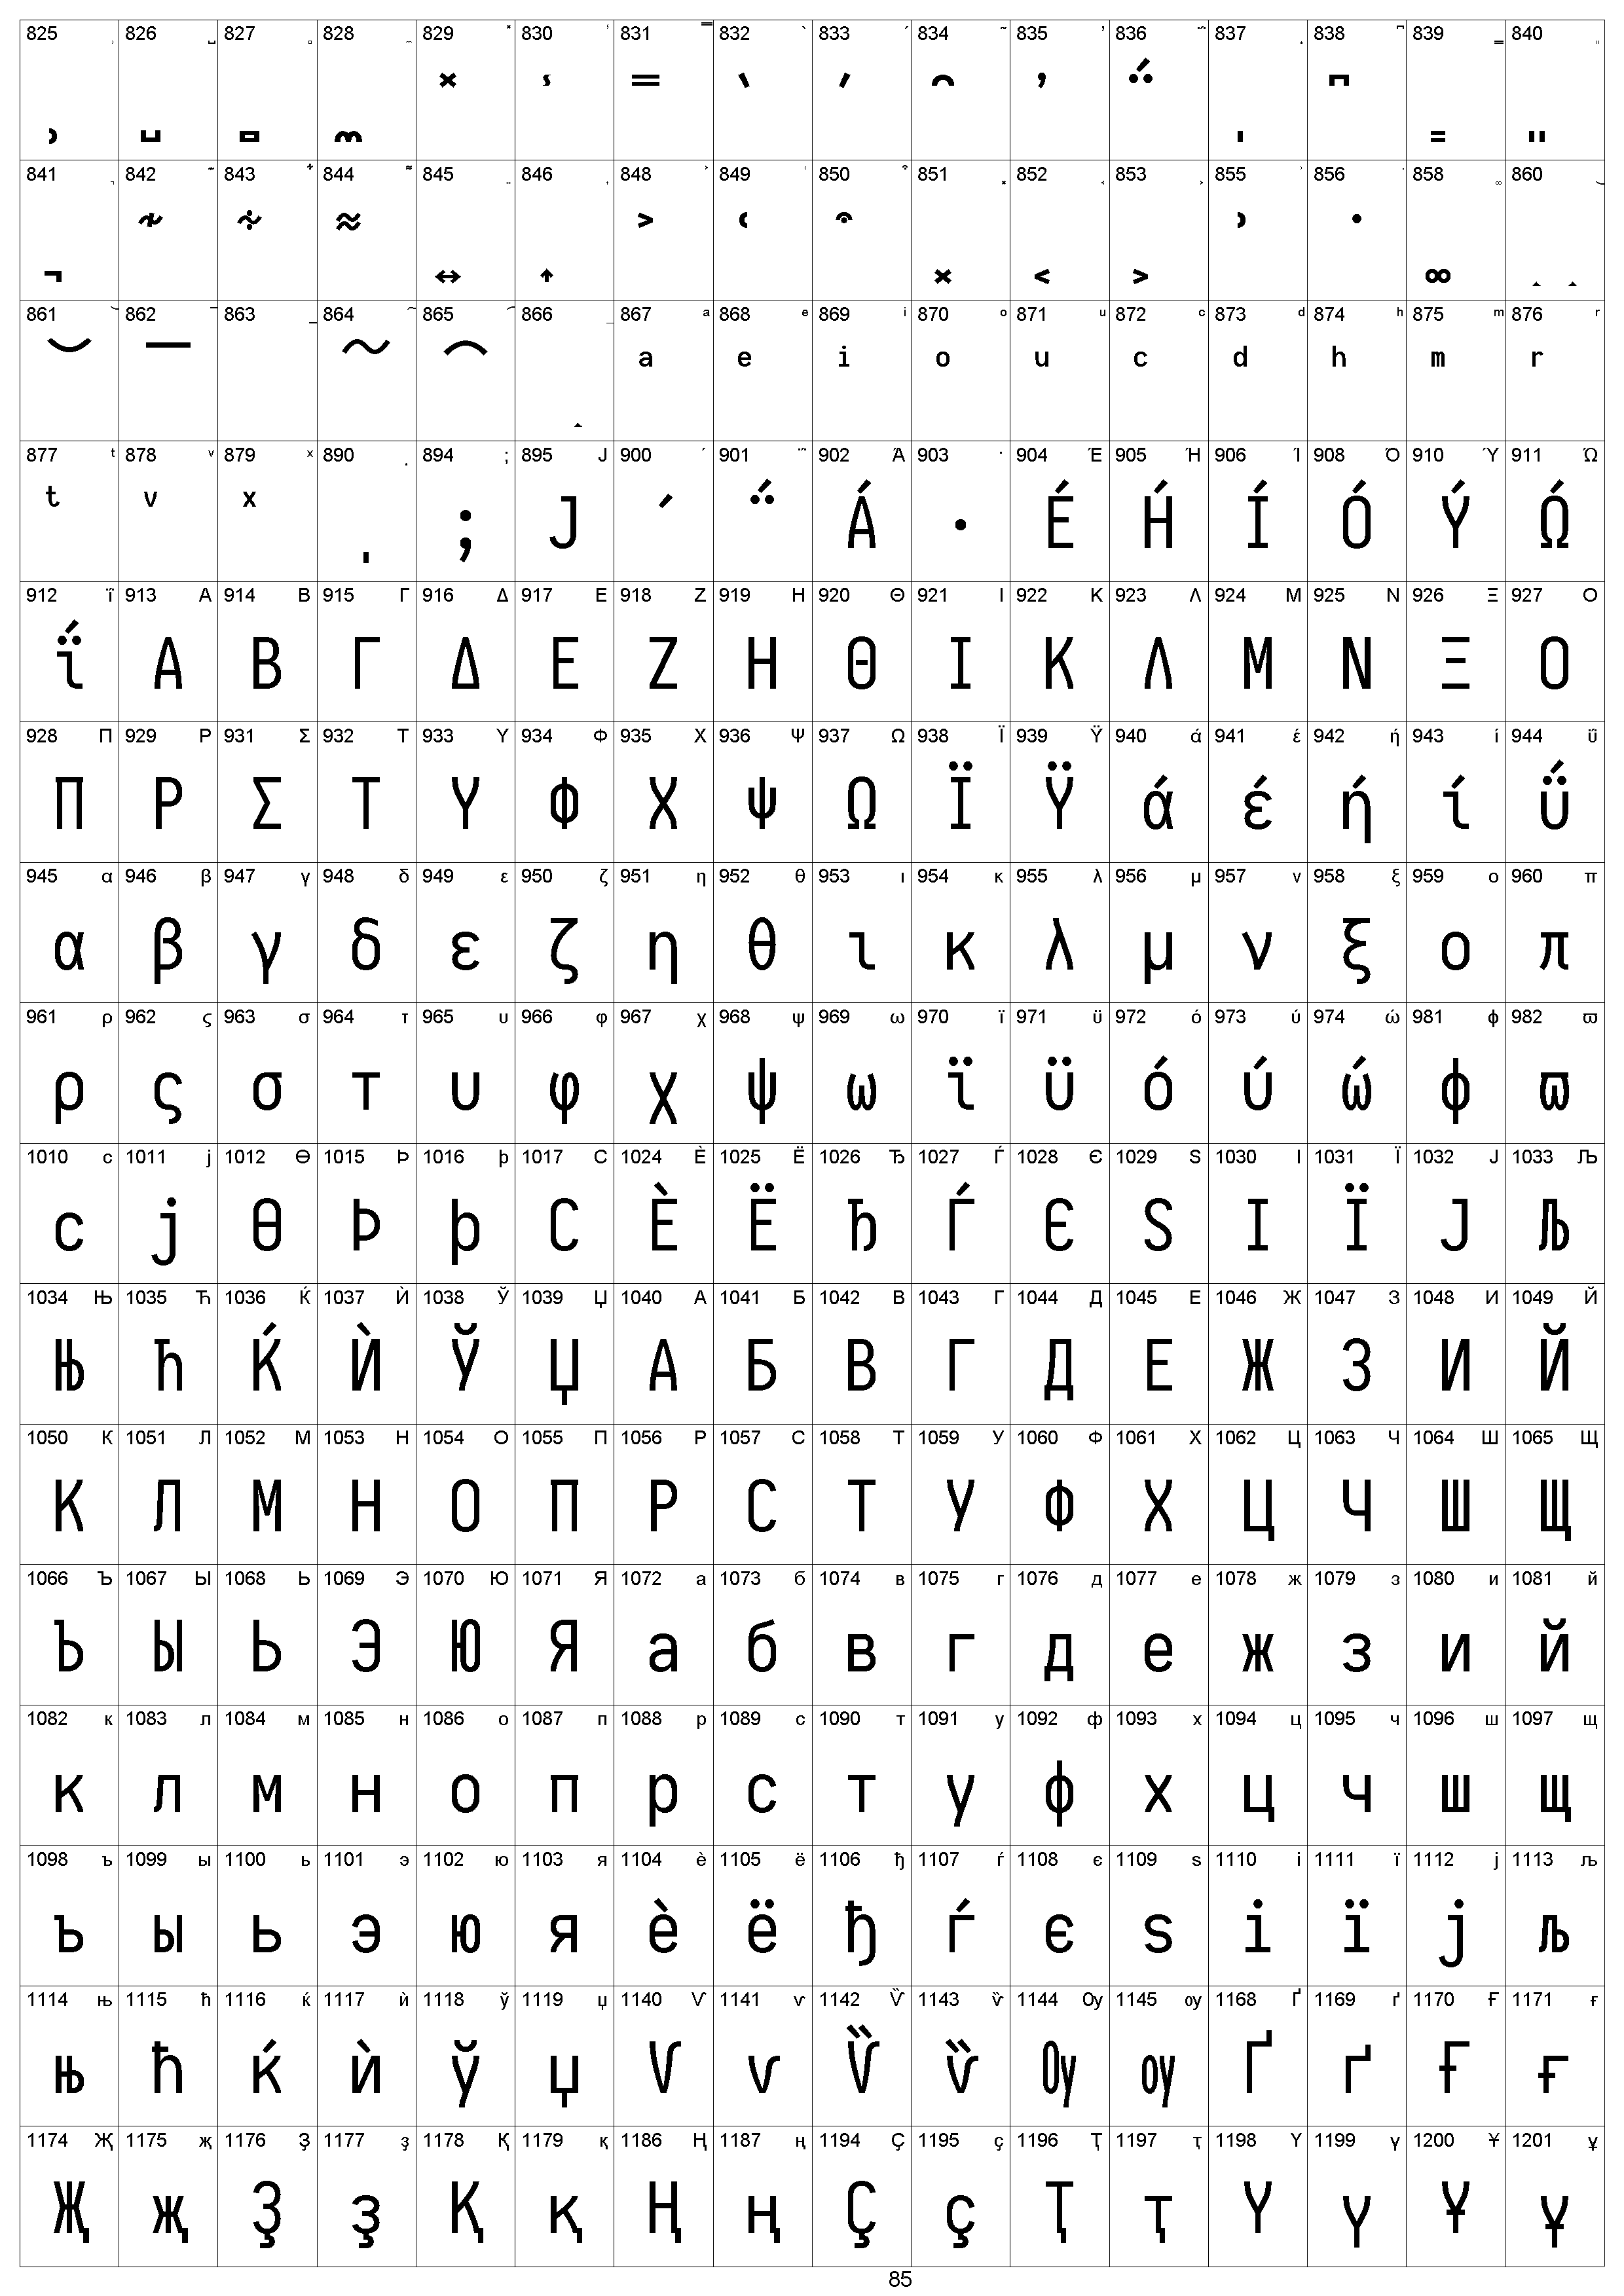 825 826 827 828 829 830 831 832 833 834 835 836 837 838 839 840
841 842 843 844 845 846 848 849 850 851 852 853 855 856 858 860
861 862 863 864 865 866 867 a 868 e 869 i 870 o 871 u 872 c 873 d 874 h 875 m 876 r
a e i o u c d h m r
877 t 878 v 879 x 890 ͺ 894 ; 895 Ϳ 900 ΄ 901 ΅ 902 Ά 903 · 904 Έ 905 Ή 906 Ί 908 Ό 910 Ύ 911 Ώ
t v x ͺ ; Ϳ ΄ ΅ Ά · Έ Ή Ί Ό Ύ Ώ
912 ΐ 913 Α 914 Β 915 Γ 916 Δ 917 Ε 918 Ζ 919 Η 920 Θ 921 Ι 922 Κ 923 Λ 924 Μ 925 Ν 926 Ξ 927 Ο
ΐ Α Β Γ Δ Ε Ζ Η Θ Ι Κ Λ Μ Ν Ξ Ο
928 Π 929 Ρ 931 Σ 932 Τ 933 Υ 934 Φ 935 Χ 936 Ψ 937 Ω 938 Ϊ 939 Ϋ 940 ά 941 έ 942 ή 943 ί 944 ΰ
Π Ρ Σ Τ Υ Φ Χ Ψ Ω Ϊ Ϋ ά έ ή ί ΰ
945 α 946 β 947 γ 948 δ 949 ε 950 ζ 951 η 952 θ 953 ι 954 κ 955 λ 956 μ 957 ν 958 ξ 959 ο 960 π
α β γ δ ε ζ η θ ι κ λ μ ν ξ ο π
961 ρ 962 ς 963 σ 964 τ 965 υ 966 φ 967 χ 968 ψ 969 ω 970 ϊ 971 ϋ 972 ό 973 ύ 974 ώ 981 ϕ 982 ϖ
ρ ς σ τ υ φ χ ψ ω ϊ ϋ ό ύ ώ ϕ ϖ
1010 ϲ 1011 ϳ 1012 ϴ 1015 Ϸ 1016 ϸ 1017 Ϲ 1024 Ѐ 1025 Ё 1026 Ђ 1027 Ѓ 1028 Є 1029 Ѕ 1030 І 1031 Ї 1032 Ј 1033 Љ
ϲ ϳ ϴ Ϸ ϸ Ϲ Ѐ Ё Ђ Ѓ Є Ѕ І Ї Ј Љ
1034 Њ 1035 Ћ 1036 Ќ 1037 Ѝ 1038 Ў 1039 Џ 1040 А 1041 Б 1042 В 1043 Г 1044 Д 1045 Е 1046 Ж 1047 З 1048 И 1049 Й
Њ Ћ Ќ Ѝ Ў Џ А Б В Г Д Е Ж З И Й
1050 К 1051 Л 1052 М 1053 Н 1054 О 1055 П 1056 Р 1057 С 1058 Т 1059 У 1060 Ф 1061 Х 1062 Ц 1063 Ч 1064 Ш 1065 Щ
К Л М Н О П Р С Т У Ф Х Ц Ч Ш Щ
1066 Ъ 1067 Ы 1068 Ь 1069 Э 1070 Ю 1071 Я 1072 а 1073 б 1074 в 1075 г 1076 д 1077 е 1078 ж 1079 з 1080 и 1081 й
Ъ Ы Ь Э Ю Я а б в г д е ж з и й
1082 к 1083 л 1084 м 1085 н 1086 о 1087 п 1088 р 1089 с 1090 т 1091 у 1092 ф 1093 х 1094 ц 1095 ч 1096 ш 1097 щ
к л м н о п р с т у ф х ц ч ш щ
1098 ъ 1099 ы 1100 ь 1101 э 1102 ю 1103 я 1104 ѐ 1105 ё 1106 ђ 1107 ѓ 1108 є 1109 ѕ 1110 і 1111 ї 1112 ј 1113 љ
ъ ы ь э ю я ѐ ё ђ ѓ є ѕ і ї ј љ
1114 њ 1115 ћ 1116 ќ 1117 ѝ 1118 ў 1119 џ 1140 Ѵ 1141 ѵ 1142 Ѷ 1143 ѷ 1144 Ѹ 1145 ѹ 1168 Ґ 1169 ґ 1170 Ғ 1171 ғ
њ ћ ќ ѝ ў џ Ѵ ѵ Ѷ ѷ Ѹ ѹ Ґ ґ Ғ ғ
1174 Җ 1175 җ 1176 Ҙ 1177 ҙ 1178 Қ 1179 қ 1186 Ң 1187 ң 1194 Ҫ 1195 ҫ 1196 Ҭ 1197 ҭ 1198 Ү 1199 ү 1200 Ұ 1201 ұ
Җ җ Ҙ ҙ Қ қ Ң ң Ҫ ҫ Ҭ ҭ Ү ү Ұ ұ
85